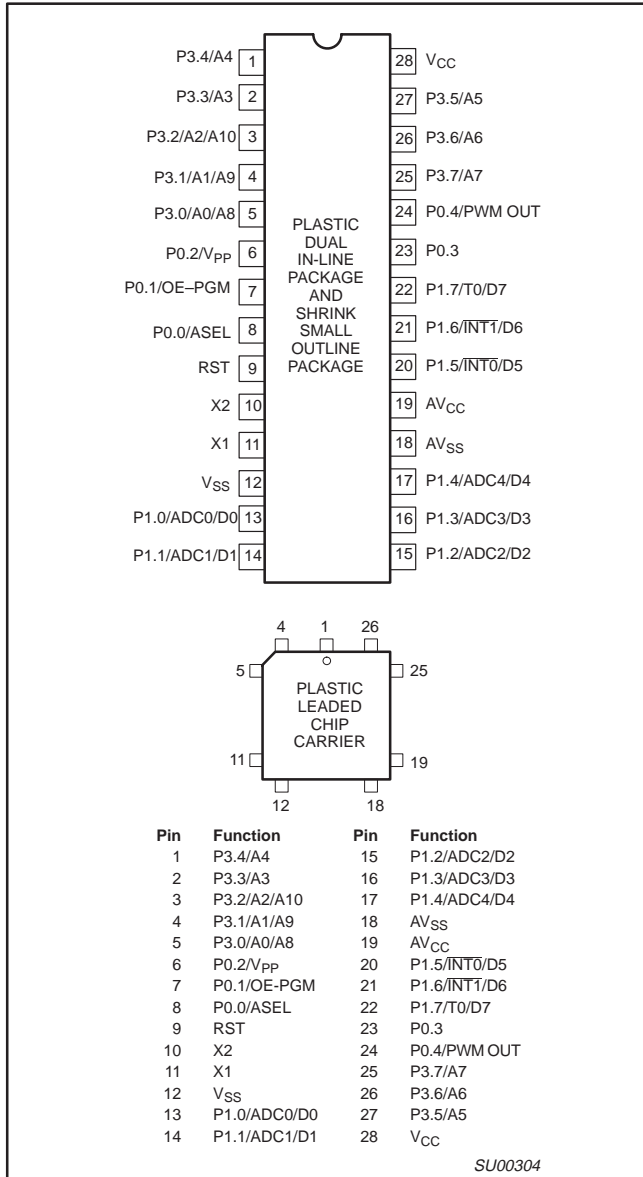 P3.4/A4 1
P3.3/A3 2
P3.2/A2/A10 3
P3.1/A1/A9 4
P3.0/A0/A8 5
P0.2/VPP 6
P0.1/OE–PGM 7
P0.0/ASEL 8
RST 9
X2 10
X1 11
VSS 12
P1.0/ADC0/D0 13
P1.1/ADC1/D1 14
PLASTIC
DUAL
IN-LINE
PACKAGE
AND
SHRINK
SMALL
OUTLINE
PACKAGE
28 VCC
27 P3.5/A5
26 P3.6/A6
25 P3.7/A7
24 P0.4/PWM OUT
23 P0.3
22 P1.7/T0/D7
21 P1.6/INT1/D6
20 P1.5/INT0/D5
19 AVCC
18 AVSS
17 P1.4/ADC4/D4
16 P1.3/ADC3/D3
15 P1.2/ADC2/D2
4 1 26
5 25
PLASTIC
LEADED
CHIP
CARRIER
11 19
12 18
Pin Function Pin Function
1 P3.4/A4 15 P1.2/ADC2/D2
2 P3.3/A3 16 P1.3/ADC3/D3
3 P3.2/A2/A10 17 P1.4/ADC4/D4
4 P3.1/A1/A9 18 AVSS
5 P3.0/A0/A8 19 AVCC
6 P0.2/VPP 20 P1.5/INT0/D5
7 P0.1/OE-PGM 21 P1.6/INT1/D6
8 P0.0/ASEL 22 P1.7/T0/D7
9 RST 23 P0.3
10 X2 24 P0.4/PWM OUT
11 X1 25 P3.7/A7
12 VSS 26 P3.6/A6
13 P1.0/ADC0/D0 27 P3.5/A5
14 P1.1/ADC1/D1 28 VCC
SU00304